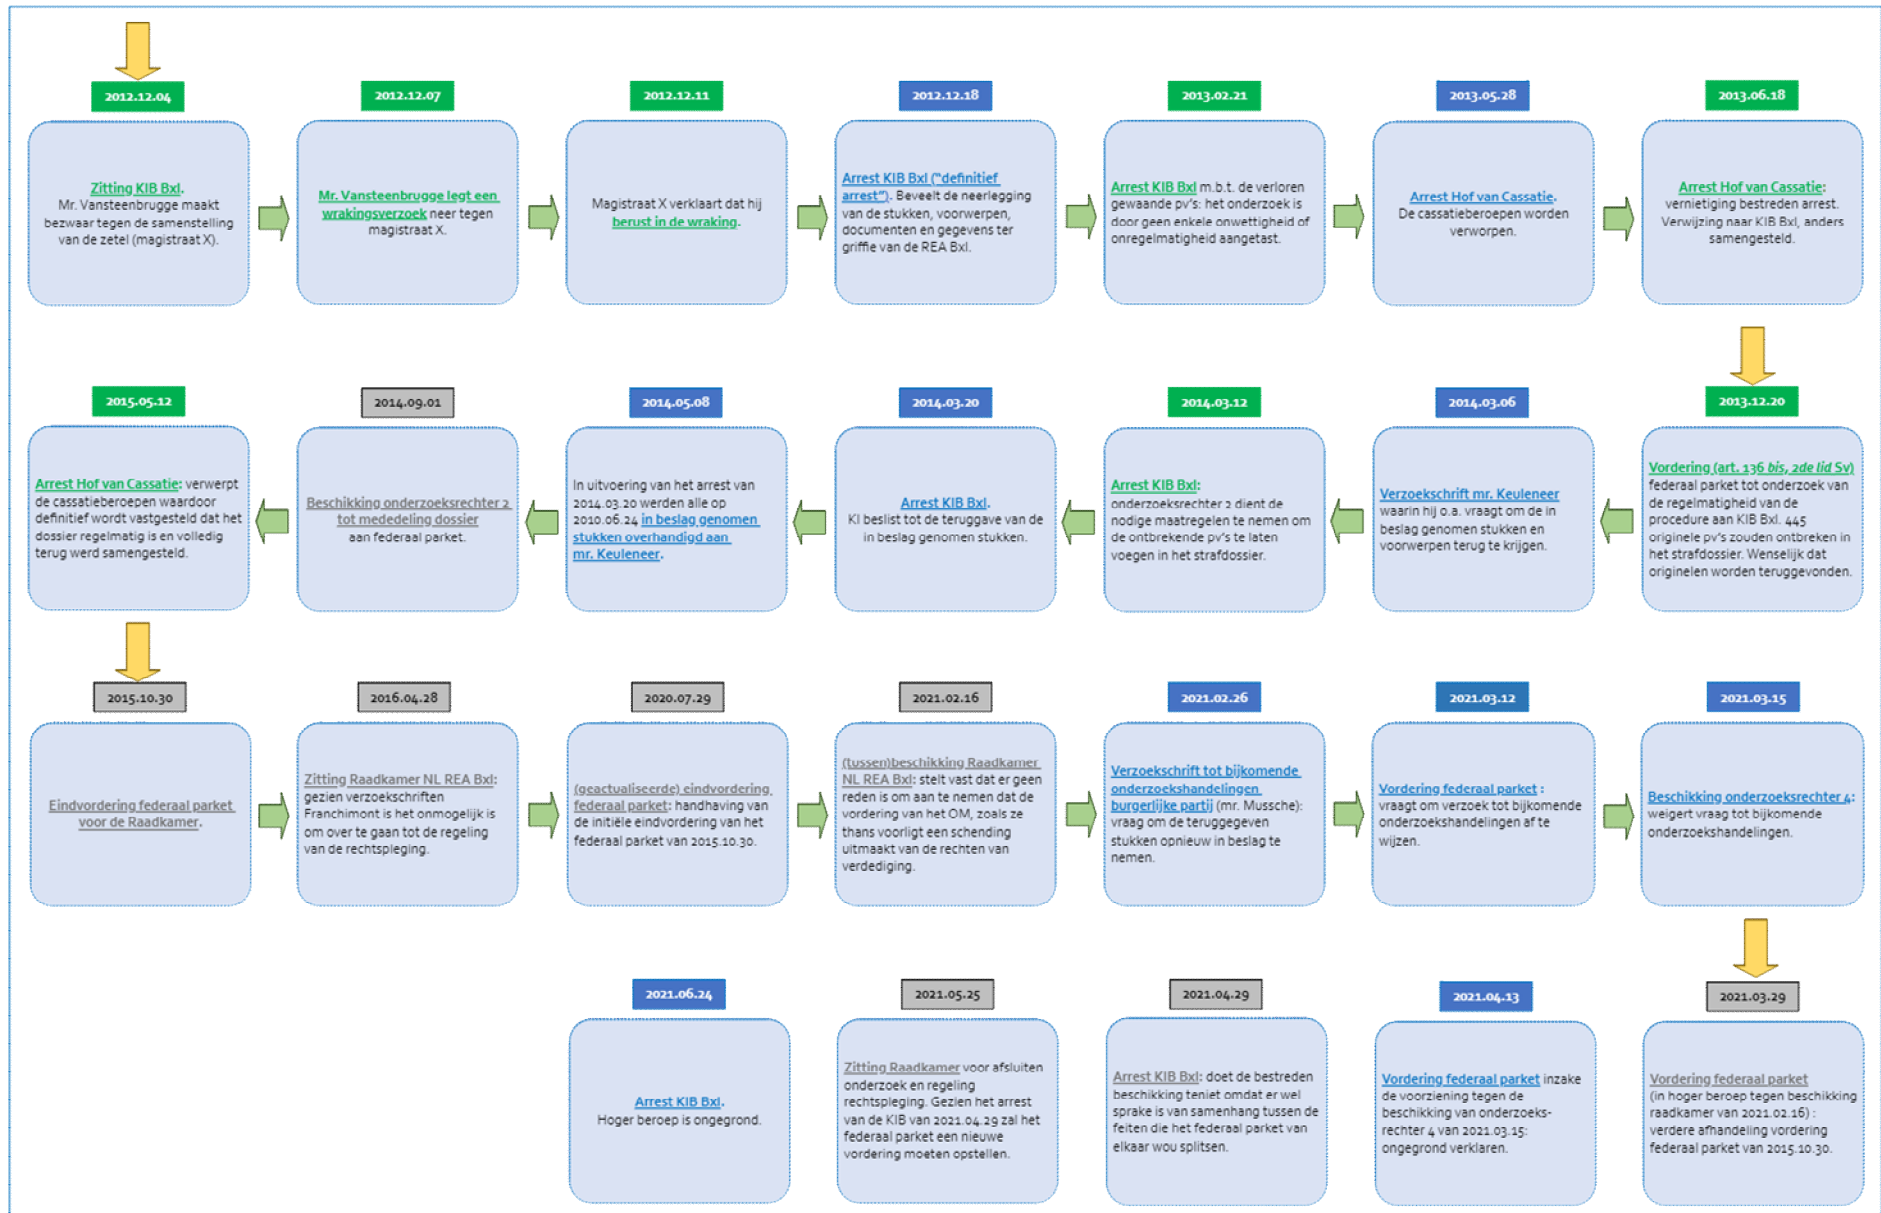 2012.12.04
Zitting KIB Bxl.
Mr. Vansteenbrugge maakt
bezwaar tegen de samenstelling
van de zetel (magistraat X).
2012.12.07
Mr. Vansteenbrugge legt een
wrakingsverzoek neer tegen
magistraat X.
2012.12.11
Magistraat X verklaart dat hij
berust in de wraking.
2012.12.18
Arrest KIB Bxl ("definitief
arrest"). Beveelt de neerlegging
van de stukken, voorwerpen,
documenten en gegevens ter
griffie van de REA Bxl.
2013.02.21
Arrest KIB Bxl m.b.t. de verloren
gewaande pv's: het onderzoek is
door geen enkele onwettigheid of
onregelmatigheid aangetast.
2013.05.28
Arrest Hof van Cassatie.
De cassatieberoepen worden
verworpen.
2013.06.18
Arrest Hof van Cassatie:
vernietiging bestreden arrest.
Verwijzing naar KIB Bxl, anders
samengesteld.
2013.12.20
Vordering (art. 136 bis, 2de lid Sv)
federaal parket tot onderzoek van
de regelmatigheid van de
procedure aan KIB Bxl. 445
originele pv's zouden ontbreken in
het strafdossier. Wenselijk dat
originelen worden teruggevonden.
2014.03.06
Verzoekschrift mr. Keuleneer
waarin hij o.a. vraagt om de in
beslag genomen stukken en
voorwerpen terug te krijgen.
2014.03.12
Arrest KIB Bxl:
onderzoeksrechter 2 dient de
nodige maatregelen te nemen om
de ontbrekende pv's te laten
voegen in het strafdossier.
2014.03.20
Arrest KIB Bxl.
KI beslist tot de teruggave van de
in beslag genomen stukken.
2014.05.08
In uitvoering van het arrest van
2014.03.20 werden alle op
2010.06.24 in beslag genomen
stukken overhandigd aan
mr. Keuleneer.
2014.09.01
Beschikking onderzoeksrechter 2
tot mededeling dossier
aan federaal parket.
2015.05.12
Arrest Hof van Cassatie: verwerpt
de cassatieberoepen waardoor
definitief wordt vastgesteld dat het
dossier regelmatig is en volledig
terug werd samengesteld.
2015.10.30
Eindvordering federaal parket
voor de Raadkamer.
2016.04.28
Zitting Raadkamer NL REA Bxl:
gezien verzoekschriften
Franchimont is het onmogelijk is
om over te gaan tot de regeling
van de rechtspleging.
2020.07.29
(geactualiseerde) eindvordering
federaal parket: handhaving van
de initiële eindvordering van het
federaal parket van 2015.10.30.
2021.02.16
(tussen)beschikking Raadkamer
NL REA Bxl: stelt vast dat er geen
reden is om aan te nemen dat de
vordering van het OM, zoals ze
thans voorligt een schending
uitmaakt van de rechten van
verdediging.
2021.02.26
Verzoekschrift tot bijkomende
onderzoekshandelingen
burgerlijke partij (mr. Mussche):
vraag om de teruggegeven
stukken opnieuw in beslag te
nemen.
2021.03.12
Vordering federaal parket :
vraagt om verzoek tot bijkomende
onderzoekshandelingen af te
wijzen.
2021.03.15
Beschikking onderzoeksrechter 4:
weigert vraag tot bijkomende
onderzoekshandelingen.
2021.03.29
Vordering federaal parket
(in hoger beroep tegen beschikking
raadkamer van 2021.02.16) :
verdere afhandeling vordering
federaal parket van 2015.10.30.
2021.04.13
Vordering federaal parket inzake
de voorziening tegen de
beschikking van onderzoeks-
rechter 4 van 2021.03.15:
ongegrond verklaren.
2021.04.29
Arrest KIB Bxl: doet de bestreden
beschikking teniet omdat er wel
sprake is van samenhang tussen de
feiten die het federaal parket van
elkaar wou splitsen.
2021.05.25
Zitting Raadkamer voor afsluiten
onderzoek en regeling
rechtspleging. Gezien het arrest
van de KIB van 2021.04.29 zal het
federaal parket een nieuwe
vordering moeten opstellen.
2021.06.24
Arrest KIB Bxl.
Hoger beroep is ongegrond.